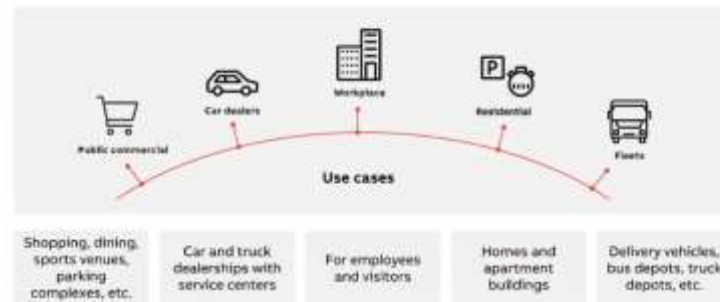 Workplace
Car dealers
P
Residential
Public commercial
Fleets
Use cases
Shopping, dining,
sports venues,
parking
complexes, etc.
Car and truck
dealerships with
service centers
For employees
and visitors
Homes and
apartment
buildings
Delivery vehicles,
bus depots, truck
depots, etc.